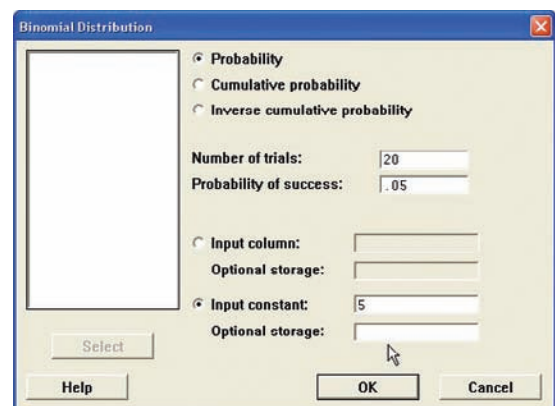 Binomial Distribution
Probability
Cumulative probability
Inverse cumulative probability
Number of trials: 20
Probability of success: .05
Input column:
Optional storage:
Input constant: 5
Optional storage:
Select
Help OK Cancel